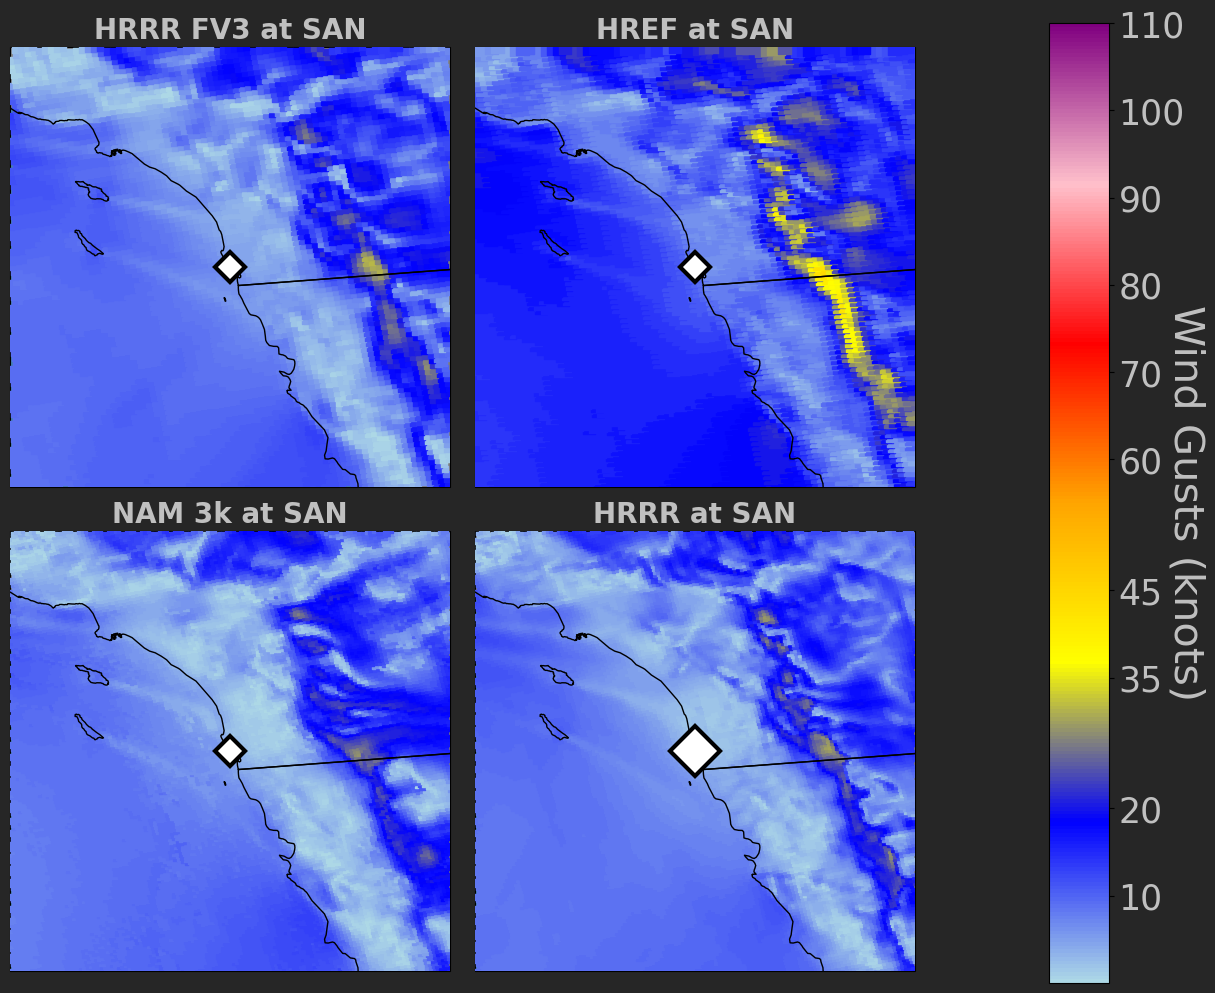 HRRR FV3 at SAN
HREF at SAN
NAM 3k at SAN
HRRR at SAN
110
100
90
80
70
60
45
35
20
10
Wind Gusts (knots)